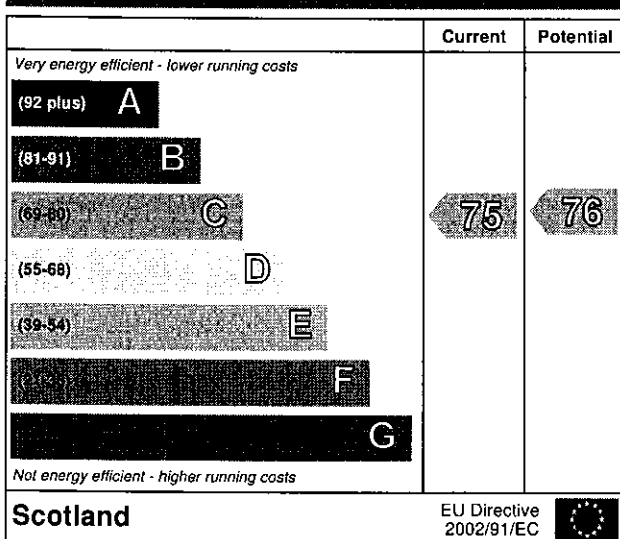 Current Potential
Very energy efficient - lower running costs
(92 plus) A
(81-91) B
(69-80) C 75 76
(55-68) D
(39-54) E
F
G
Not energy efficient - higher running costs
Scotland
EU Directive
2002/91/EC